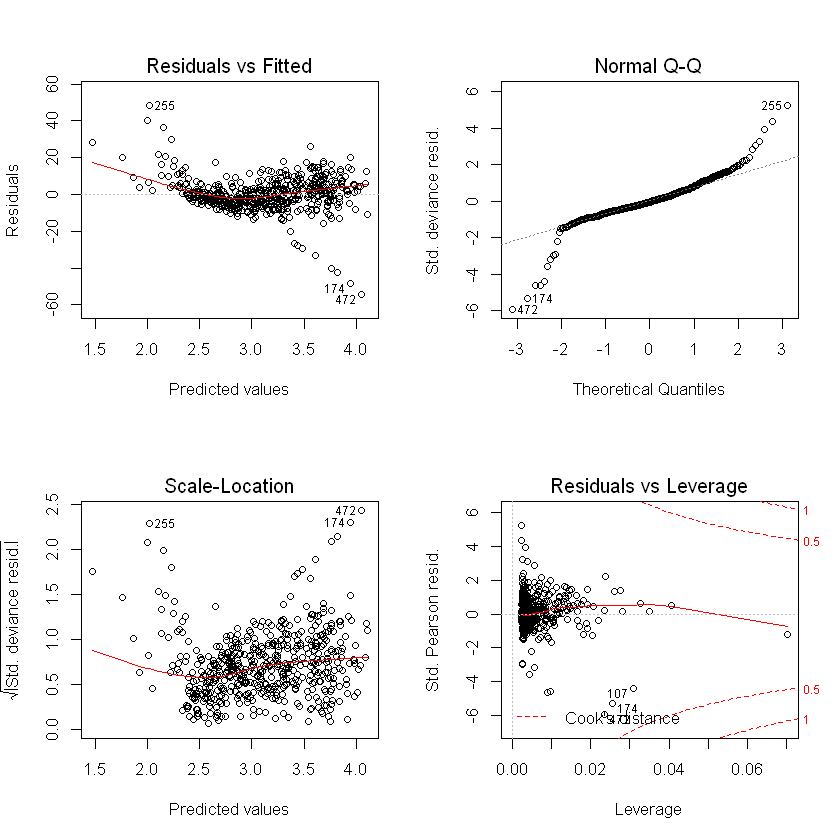 Residuals vs Fitted
Residuals
60
20
0
-20
-60
255
174
472
1.5 2.0 2.5 3.0 3.5 4.0
Predicted values
Normal Q-Q
Std. deviance resid.
6
4
2
0
-2
-4
-6
255
174
472
-3 -2 -1 0 1 2 3
Theoretical Quantiles
Scale-Location
√|Std. deviance resid.|
2.5
2.0
1.5
1.0
0.5
0.0
472
174
255
1.5 2.0 2.5 3.0 3.5 4.0
Predicted values
Residuals vs Leverage
Std. Pearson resid.
6
4
2
0
-2
-4
-6
1
0.5
0.5
1
107
174
472
Cook's distance
0.00 0.02 0.04 0.06
Leverage